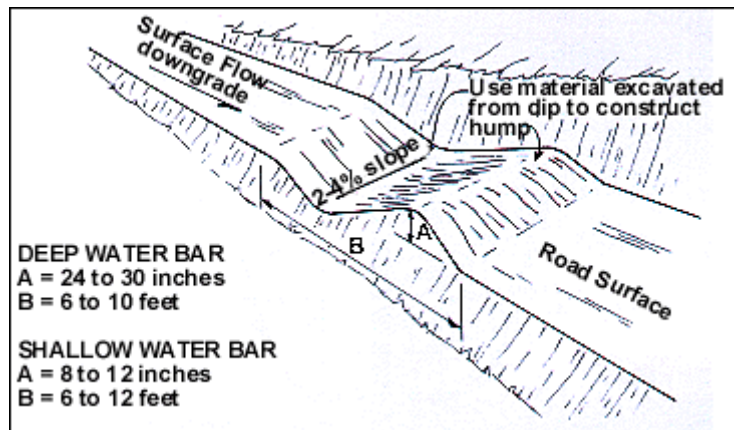 Surface Flow
downgrade
Use material excavated
from dip to construct
hump
2-4% slope
A
B
Road Surface
DEEP WATER BAR
A = 24 to 30 inches
B = 6 to 10 feet
SHALLOW WATER BAR
A = 8 to 12 inches
B = 6 to 12 feet